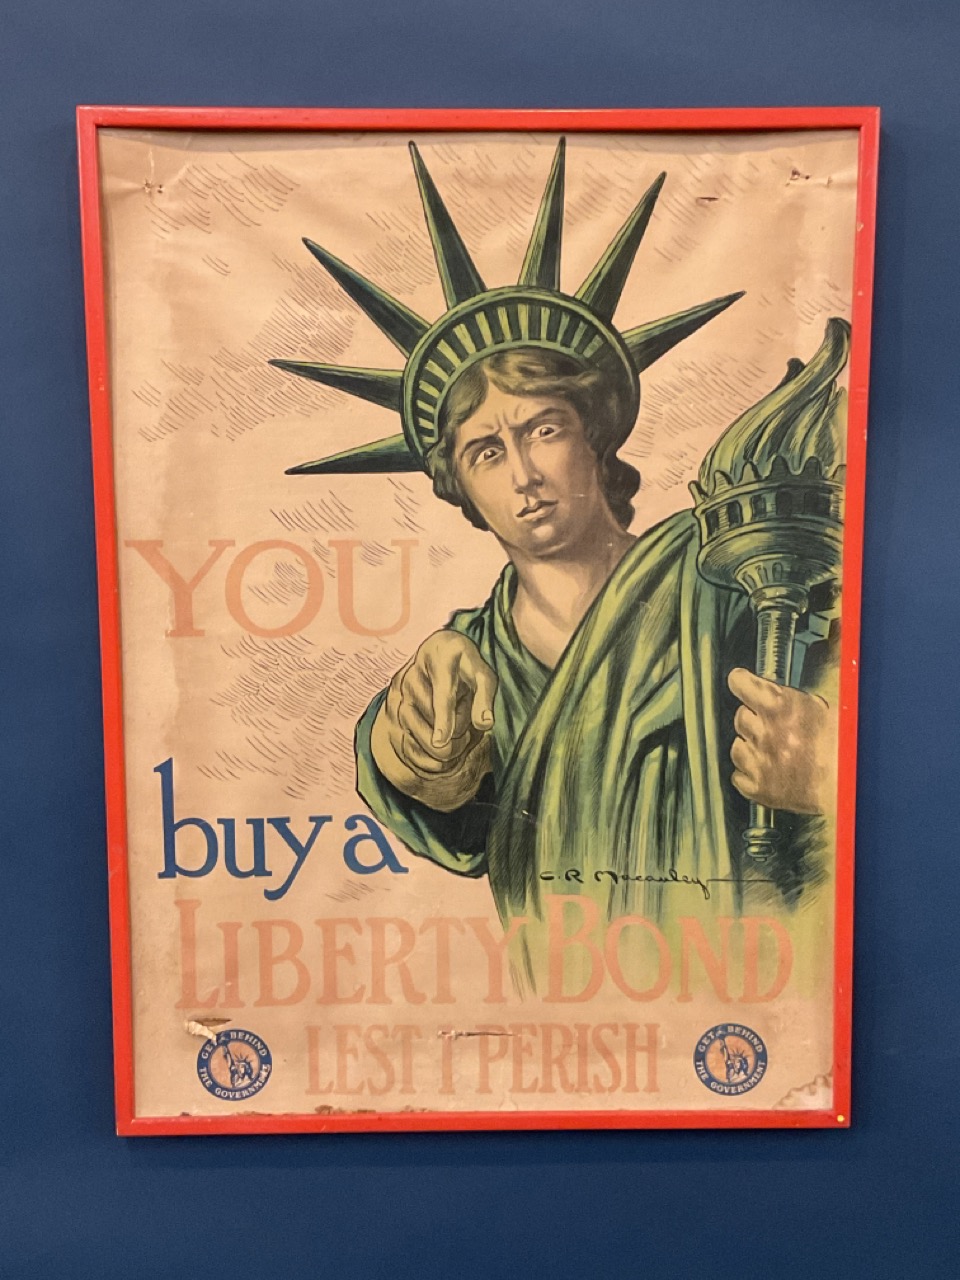 YOU
buy a
C. R. Macauley
LIBERTY BOND
LEST I PERISH
GET BEHIND
THE GOVERNMENT
GET BEHIND
THE GOVERNMENT